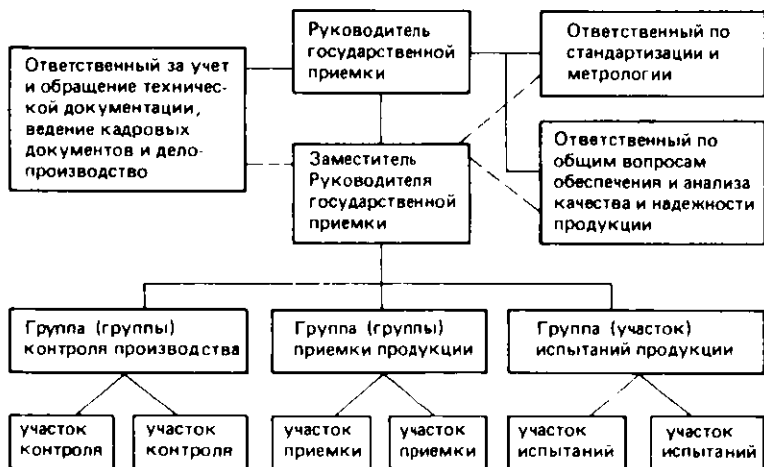 Руководитель
государственной
приемки
Ответственный по
стандартизации и
метрологии
Ответственный за учет
и обращение техничес-
кой документации,
ведение кадровых
документов и дело-
производство
Заместитель
Руководителя
государственной
приемки
Ответственный по
общим вопросам
обеспечения и анализа
качества и надежности
продукции
Группа (группы)
контроля производства
Группа (группы)
приемки продукции
Группа (участок)
испытаний продукции
участок
контроля
участок
контроля
участок
приемки
участок
приемки
участок
испытаний
участок
испытаний